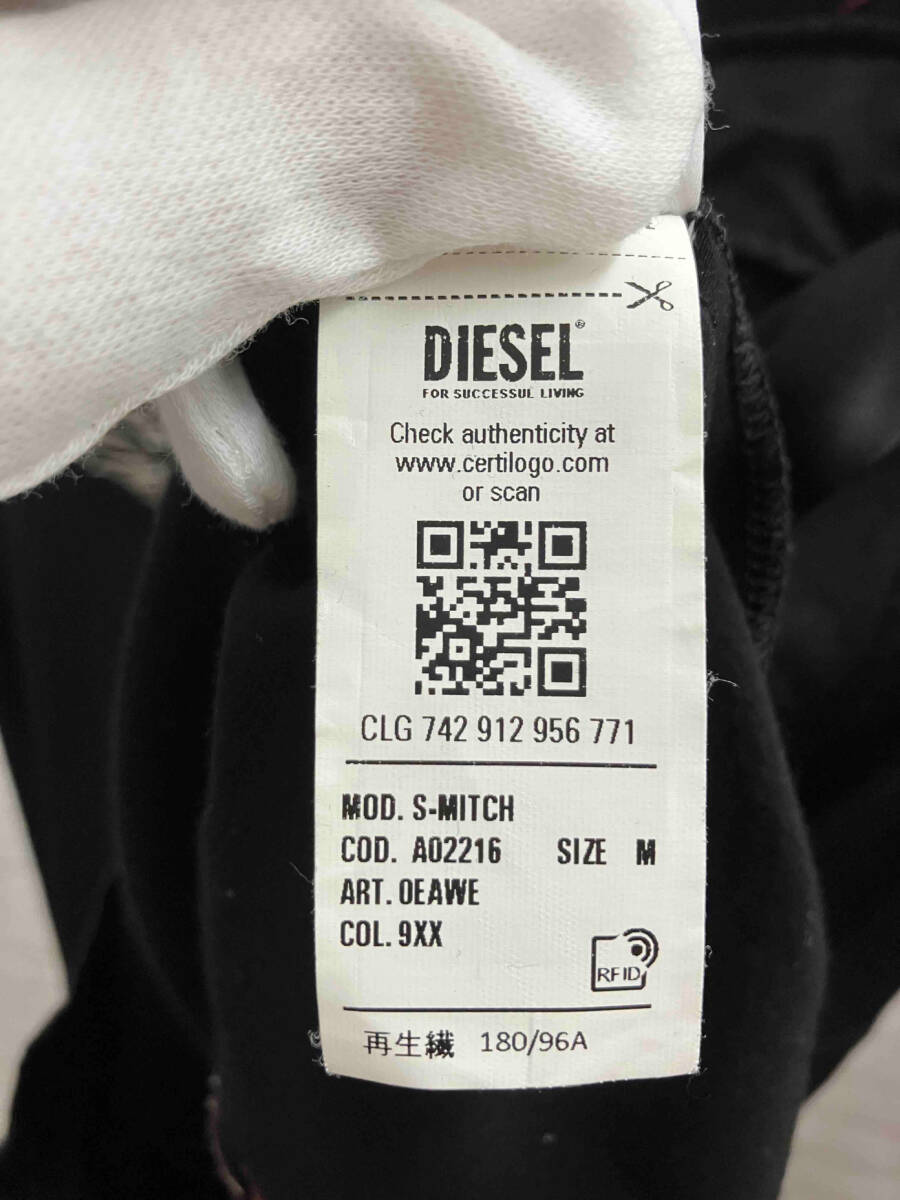 DIESEL®
FOR SUCCESSUL LIVING
Check authenticity at
www.certilogo.com
or scan
CLG 742 912 956 771
MOD. S-MITCH
COD. A02216 SIZE M
ART. 0EAWE
COL. 9XX
RFID
再生纖 180/96A